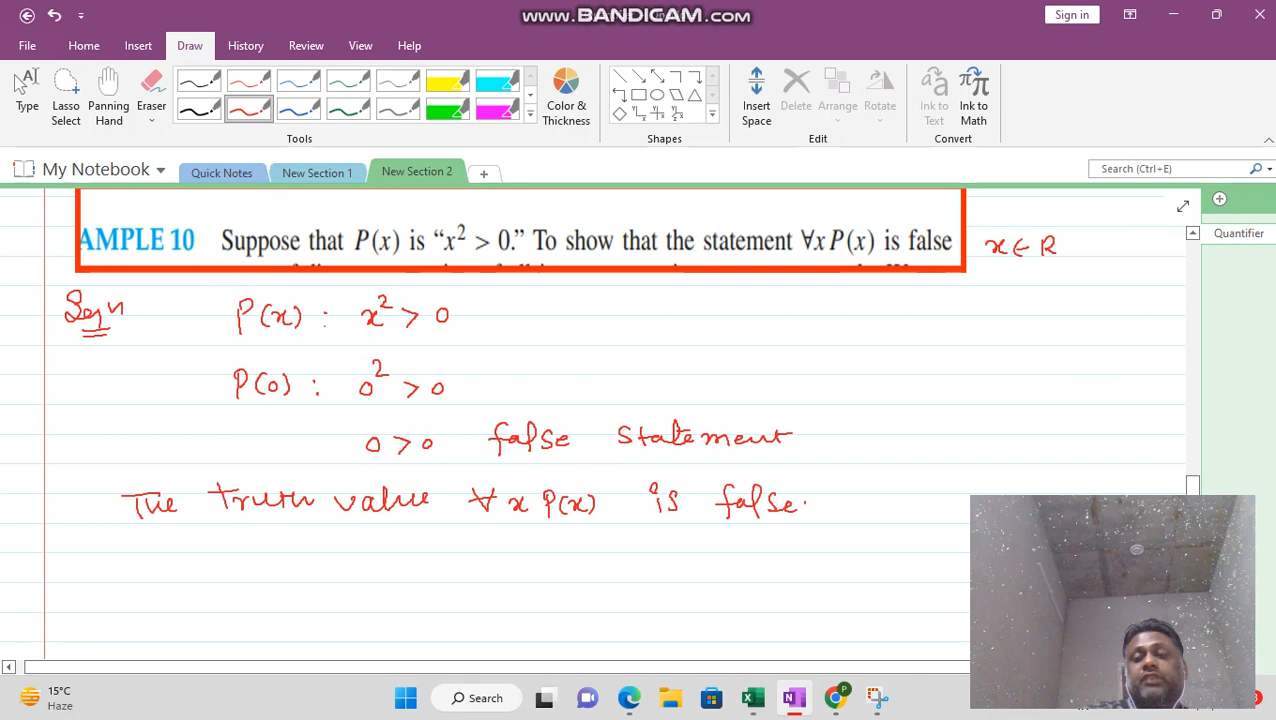 www.BANDICAM.com
Sign in
File Home Insert Draw History Review View Help
Type Lasso Select Panning Hand Eraser Color & Thickness Insert Space Delete Arrange Rotate Ink to Text Ink to Math
Tools Shapes Edit Convert
My Notebook Quick Notes New Section 1 New Section 2 Search (Ctrl+E)
AMPLE 10 Suppose that P(x) is “x² > 0.” To show that the statement ∀x P(x) is false x ∈ R
Quantifier
P(x) : x² > 0
P(0) : 0² > 0
0 > 0 false statement
The truth value ∀ x P(x) is false.
15°C
Haze
Search